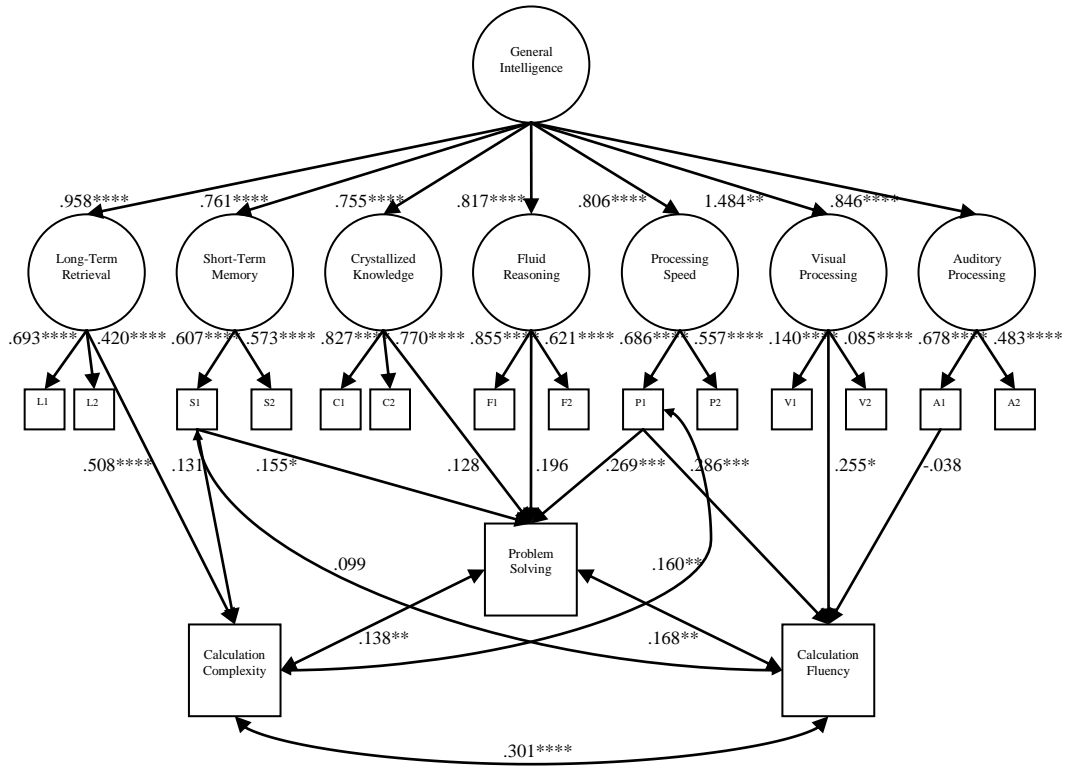 General
Intelligence
.958****
.761****
.755****
.817****
.806****
1.484**
.846****
Long-Term
Retrieval
Short-Term
Memory
Crystallized
Knowledge
Fluid
Reasoning
Processing
Speed
Visual
Processing
Auditory
Processing
.693****
.420****
.607****
.573****
.827****
.770****
.855****
.621****
.686****
.557****
.140****
.085****
.678****
.483****
L1
L2
S1
S2
C1
C2
F1
F2
P1
P2
V1
V2
A1
A2
.508****
.131
.155*
.128
.196
.269***
.286***
.255*
-.038
Problem
Solving
.099
.160**
.138**
.168**
Calculation
Complexity
Calculation
Fluency
.301****